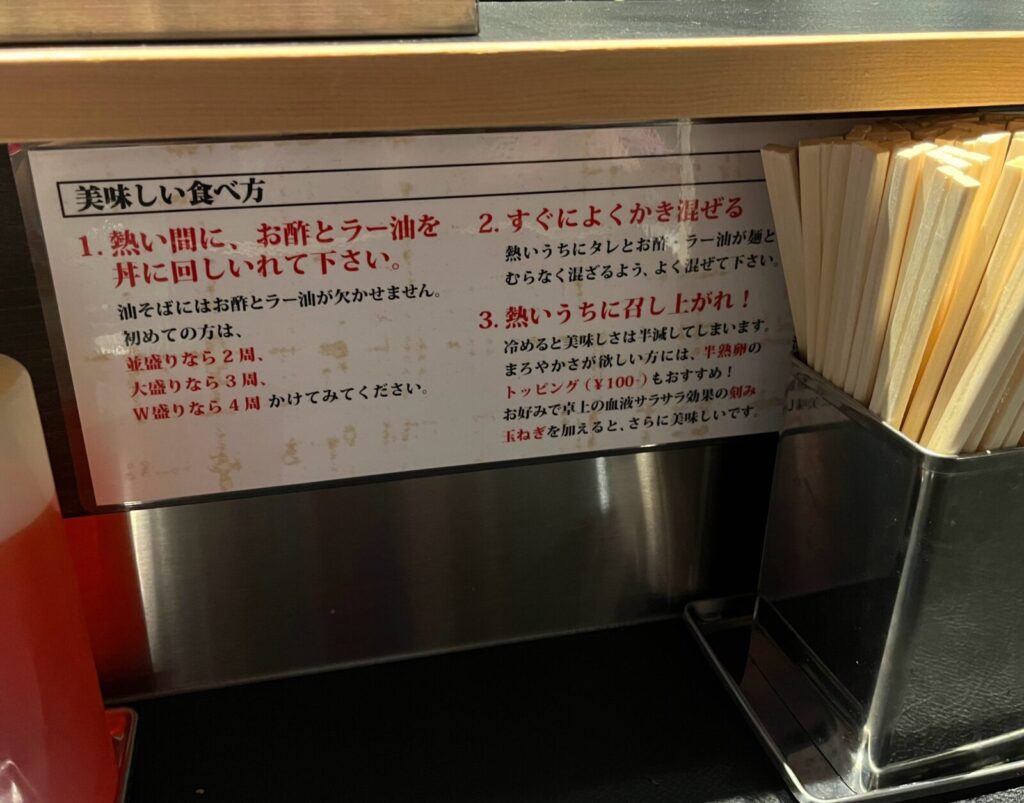 美味しい食べ方
1. 熱い間に、お酢とラー油を
丼に回しいれて下さい。
油そばにはお酢とラー油が欠かせません。
初めての方は、
並盛りなら2周、
大盛りなら3周、
W盛りなら4周 かけてみてください。
2. すぐによくかき混ぜる
熱いうちにタレとお酢・ラー油が麺と
むらなく混ざるよう、よく混ぜて下さい。
3. 熱いうちに召し上がれ！
冷めると美味しさは半減してしまいます。
まろやかさが欲しい方には、半熟卵の
トッピング（¥100-）もおすすめ！
お好みで卓上の血液サラサラ効果の刻み
玉ねぎを加えると、さらに美味しいです。